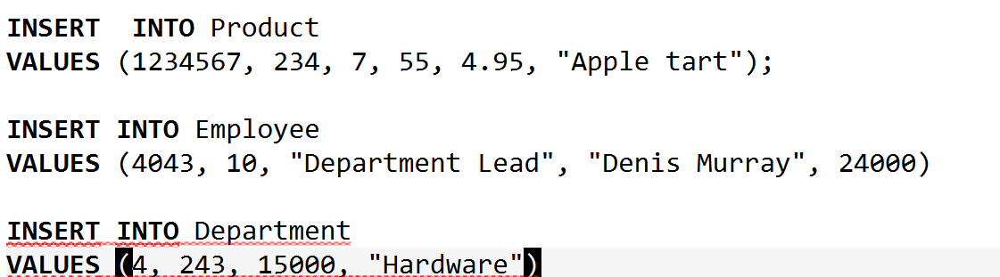 INSERT  INTO Product
VALUES (1234567, 234, 7, 55, 4.95, "Apple tart");
INSERT INTO Employee
VALUES (4043, 10, "Department Lead", "Denis Murray", 24000)
INSERT INTO Department
VALUES (4, 243, 15000, "Hardware")